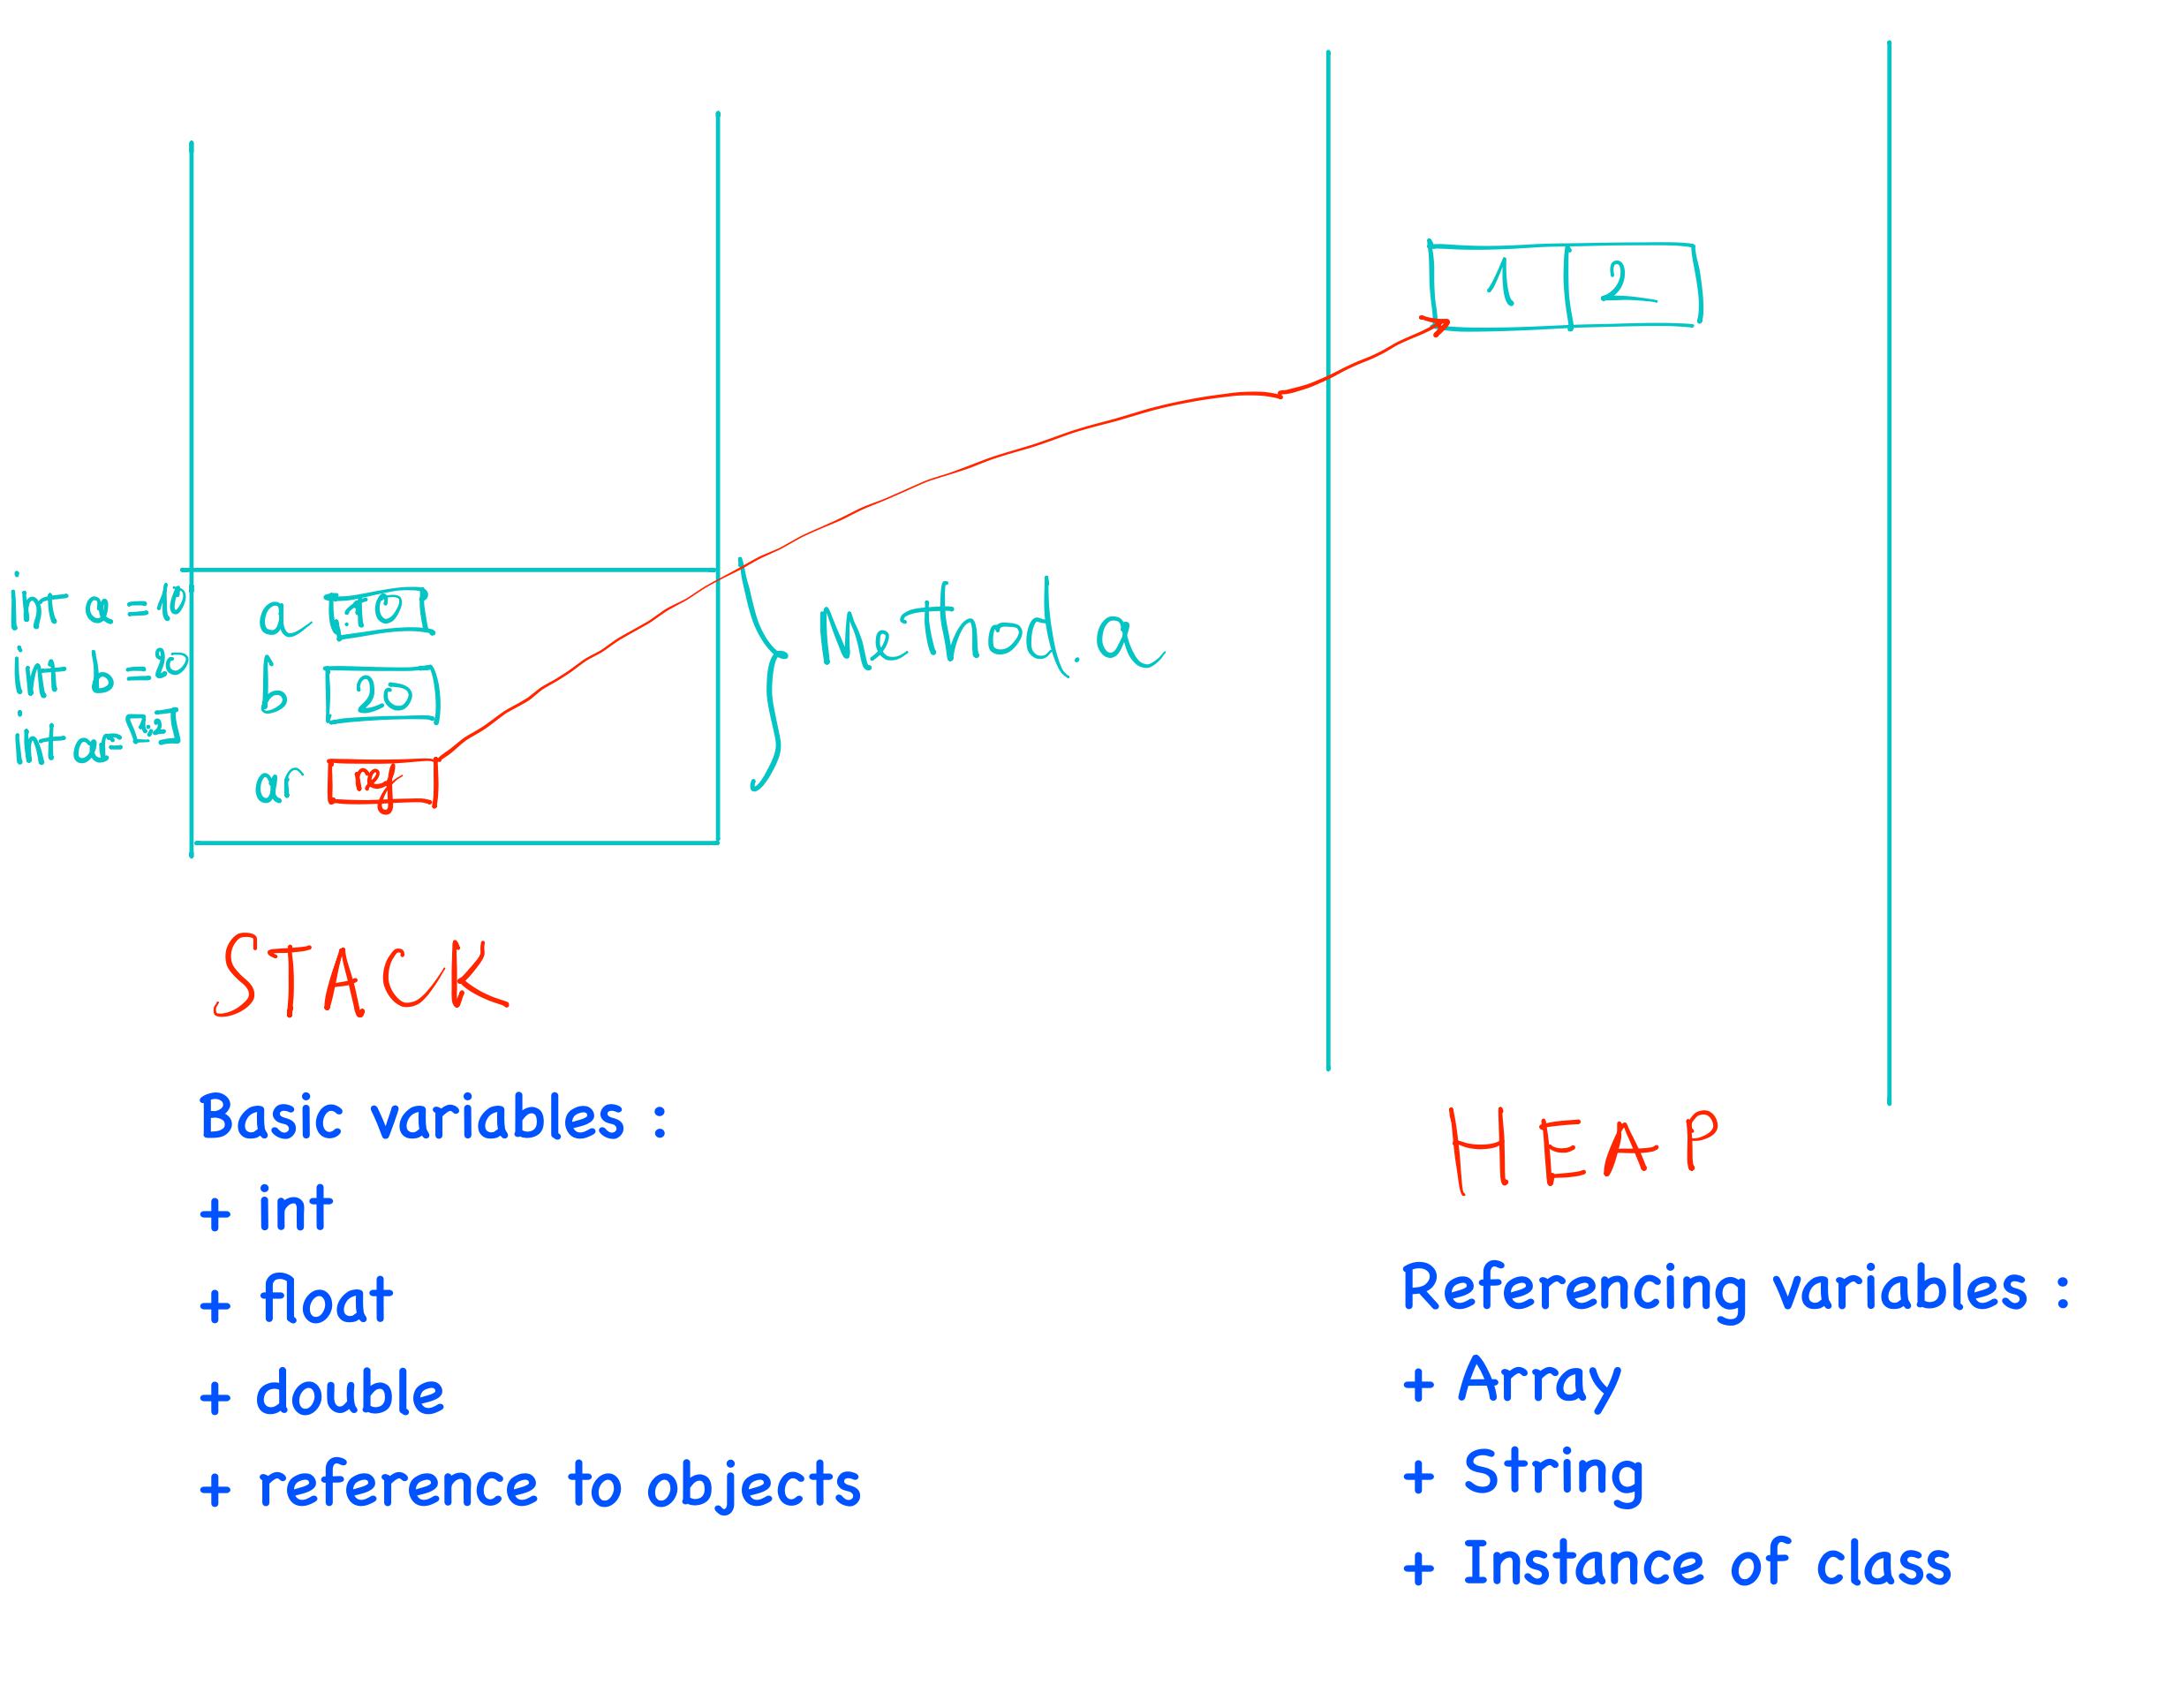 1 2
int a = 10
a 10
Method.a
int b = 20
b 20
int ar = [1,2]
ar ref
STACK
Basic variables :
+ int
+ float
+ double
+ reference to objects
HEAP
Referencing variables :
+ Array
+ String
+ Instance of class